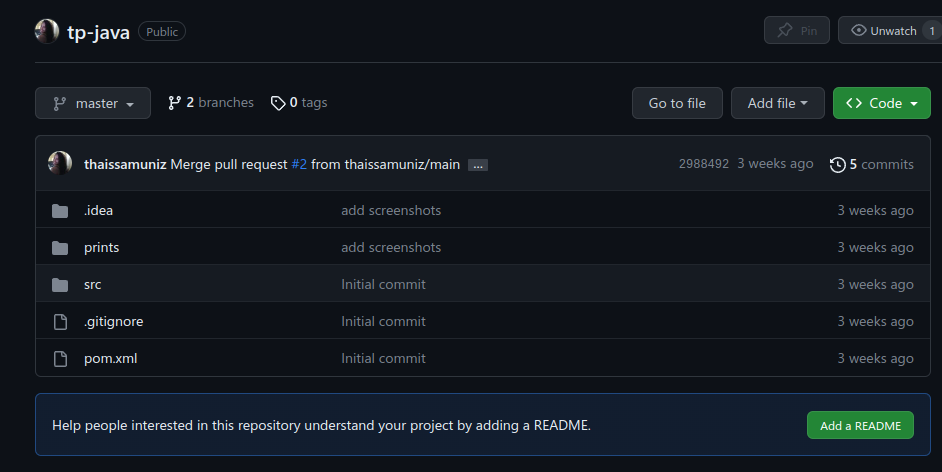 tp-java Public Pin Unwatch 1
master 2 branches 0 tags Go to file Add file Code
thaissamuniz Merge pull request #2 from thaissamuniz/main ... 2988492 3 weeks ago 5 commits
.idea add screenshots 3 weeks ago
prints add screenshots 3 weeks ago
src Initial commit 3 weeks ago
.gitignore Initial commit 3 weeks ago
pom.xml Initial commit 3 weeks ago
Help people interested in this repository understand your project by adding a README. Add a README